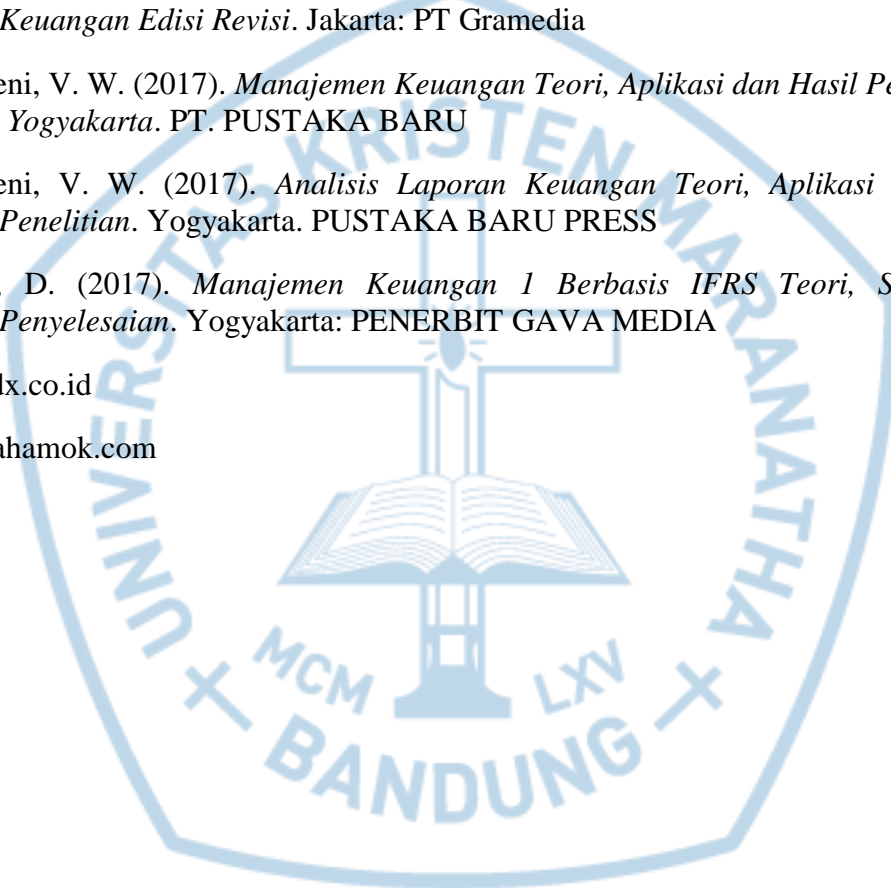 Keuangan Edisi Revisi. Jakarta: PT Gramedia
eni, V. W. (2017). Manajemen Keuangan Teori, Aplikasi dan Hasil Pe
Yogyakarta. PT. PUSTAKA BARU
eni, V. W. (2017). Analisis Laporan Keuangan Teori, Aplikasi
Penelitian. Yogyakarta. PUSTAKA BARU PRESS
, D. (2017). Manajemen Keuangan 1 Berbasis IFRS Teori, S
Penyelesaian. Yogyakarta: PENERBIT GAVA MEDIA
dx.co.id
ahamok.com
UNIVERSITAS KRISTEN MARANATHA
MCM LXV
BANDUNG